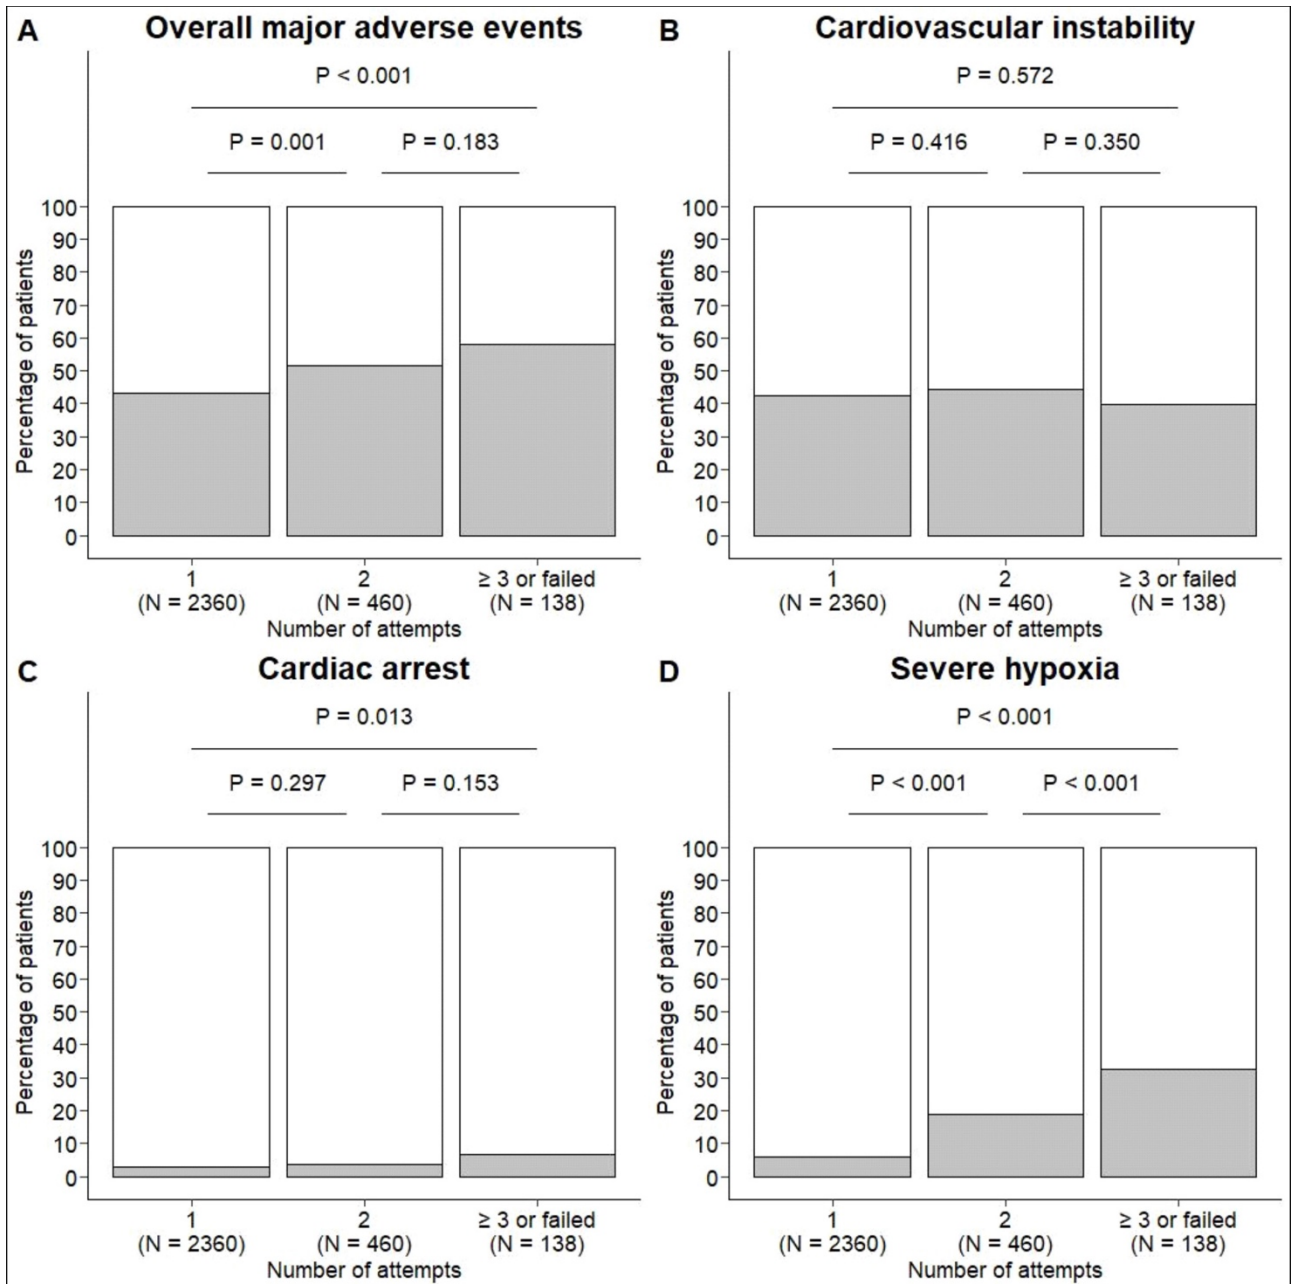 A Overall major adverse events
P < 0.001
P = 0.001 P = 0.183
Percentage of patients
100
90
80
70
60
50
40
30
20
10
0
1 2 ≥ 3 or failed
(N = 2360) (N = 460) (N = 138)
Number of attempts
B Cardiovascular instability
P = 0.572
P = 0.416 P = 0.350
Percentage of patients
100
90
80
70
60
50
40
30
20
10
0
1 2 ≥ 3 or failed
(N = 2360) (N = 460) (N = 138)
Number of attempts
C Cardiac arrest
P = 0.013
P = 0.297 P = 0.153
Percentage of patients
100
90
80
70
60
50
40
30
20
10
0
1 2 ≥ 3 or failed
(N = 2360) (N = 460) (N = 138)
Number of attempts
D Severe hypoxia
P < 0.001
P < 0.001 P < 0.001
Percentage of patients
100
90
80
70
60
50
40
30
20
10
0
1 2 ≥ 3 or failed
(N = 2360) (N = 460) (N = 138)
Number of attempts